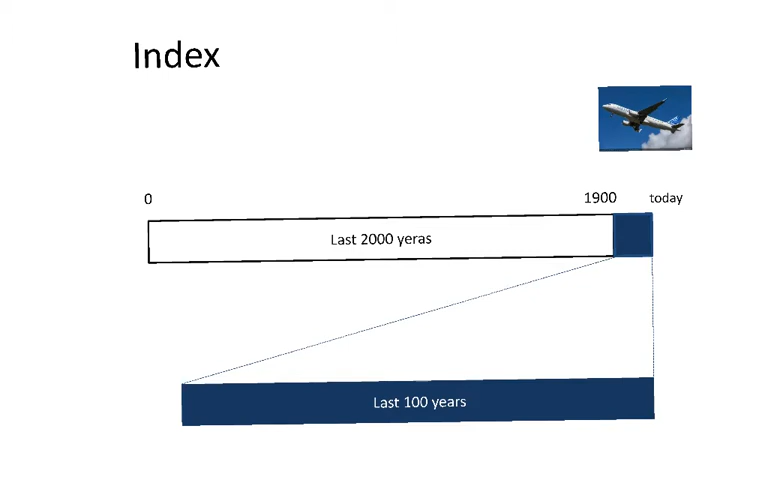 Index
0
1900
today
Last 2000 yeras
Last 100 years